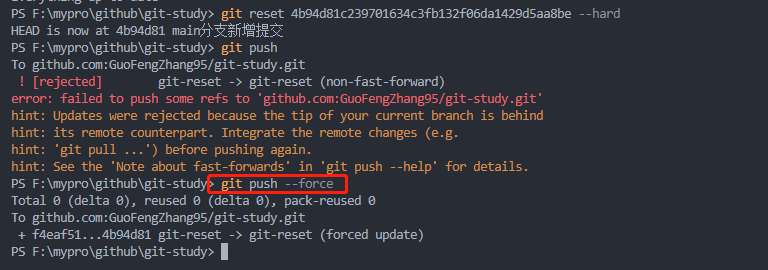 PS F:\mypro\github\git-study> git reset 4b94d81c239701634c3fb132f06da1429d5aa8be --hard
HEAD is now at 4b94d81 main分支新增提交
PS F:\mypro\github\git-study> git push
To github.com:GuoFengZhang95/git-study.git
 ! [rejected]        git-reset -> git-reset (non-fast-forward)
error: failed to push some refs to 'github.com:GuoFengZhang95/git-study.git'
hint: Updates were rejected because the tip of your current branch is behind
hint: its remote counterpart. Integrate the remote changes (e.g.
hint: 'git pull ...') before pushing again.
hint: See the 'Note about fast-forwards' in 'git push --help' for details.
PS F:\mypro\github\git-study> git push --force
Total 0 (delta 0), reused 0 (delta 0), pack-reused 0
To github.com:GuoFengZhang95/git-study.git
 + f4eaf51...4b94d81 git-reset -> git-reset (forced update)
PS F:\mypro\github\git-study>